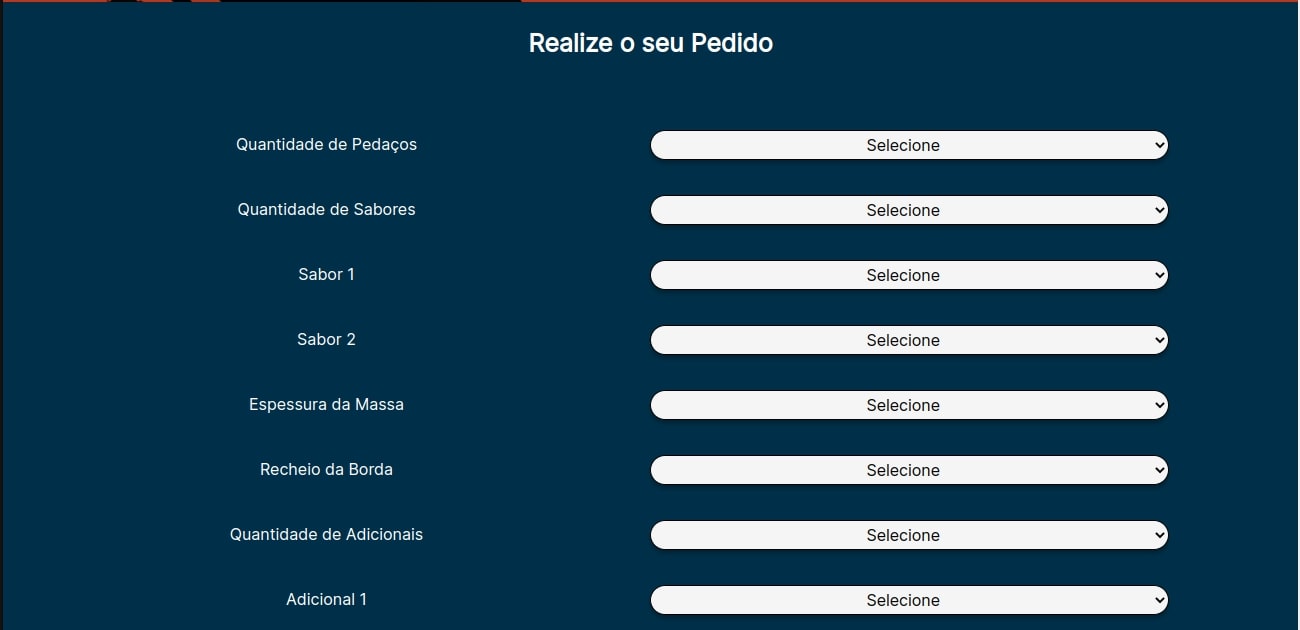 Realize o seu Pedido
Quantidade de Pedaços Selecione
Quantidade de Sabores Selecione
Sabor 1 Selecione
Sabor 2 Selecione
Espessura da Massa Selecione
Recheio da Borda Selecione
Quantidade de Adicionais Selecione
Adicional 1 Selecione